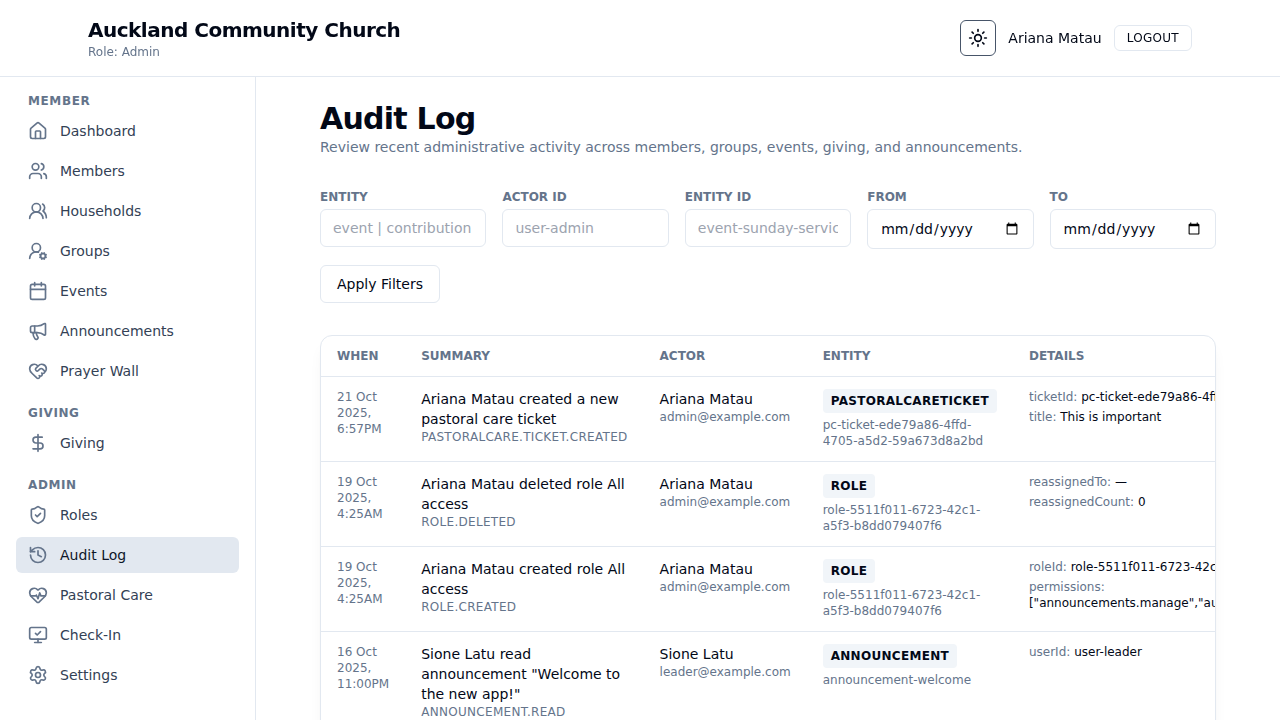 Auckland Community Church
Role: Admin
Ariana Matau
LOGOUT
MEMBER
Dashboard
Members
Households
Groups
Events
Announcements
Prayer Wall
GIVING
Giving
ADMIN
Roles
Audit Log
Pastoral Care
Check-In
Settings
Audit Log
Review recent administrative activity across members, groups, events, giving, and announcements.
ENTITY
ACTOR ID
ENTITY ID
FROM
TO
event | contribution
user-admin
event-sunday-servic
mm/dd/yyyy
mm/dd/yyyy
Apply Filters
WHEN
SUMMARY
ACTOR
ENTITY
DETAILS
21 Oct
2025,
6:57PM
Ariana Matau created a new
pastoral care ticket
PASTORALCARE.TICKET.CREATED
Ariana Matau
admin@example.com
PASTORALCARETICKET
pc-ticket-ede79a86-4ffd-
4705-a5d2-59a673d8a2bd
ticketId: pc-ticket-ede79a86-4ff
title: This is important
19 Oct
2025,
4:25AM
Ariana Matau deleted role All
access
ROLE.DELETED
Ariana Matau
admin@example.com
ROLE
role-5511f011-6723-42c1-
a5f3-b8dd079407f6
reassignedTo: —
reassignedCount: 0
19 Oct
2025,
4:25AM
Ariana Matau created role All
access
ROLE.CREATED
Ariana Matau
admin@example.com
ROLE
role-5511f011-6723-42c1-
a5f3-b8dd079407f6
roleId: role-5511f011-6723-42c
permissions:
["announcements.manage","au
16 Oct
2025,
11:00PM
Sione Latu read
announcement "Welcome to
the new app!"
ANNOUNCEMENT.READ
Sione Latu
leader@example.com
ANNOUNCEMENT
announcement-welcome
userId: user-leader